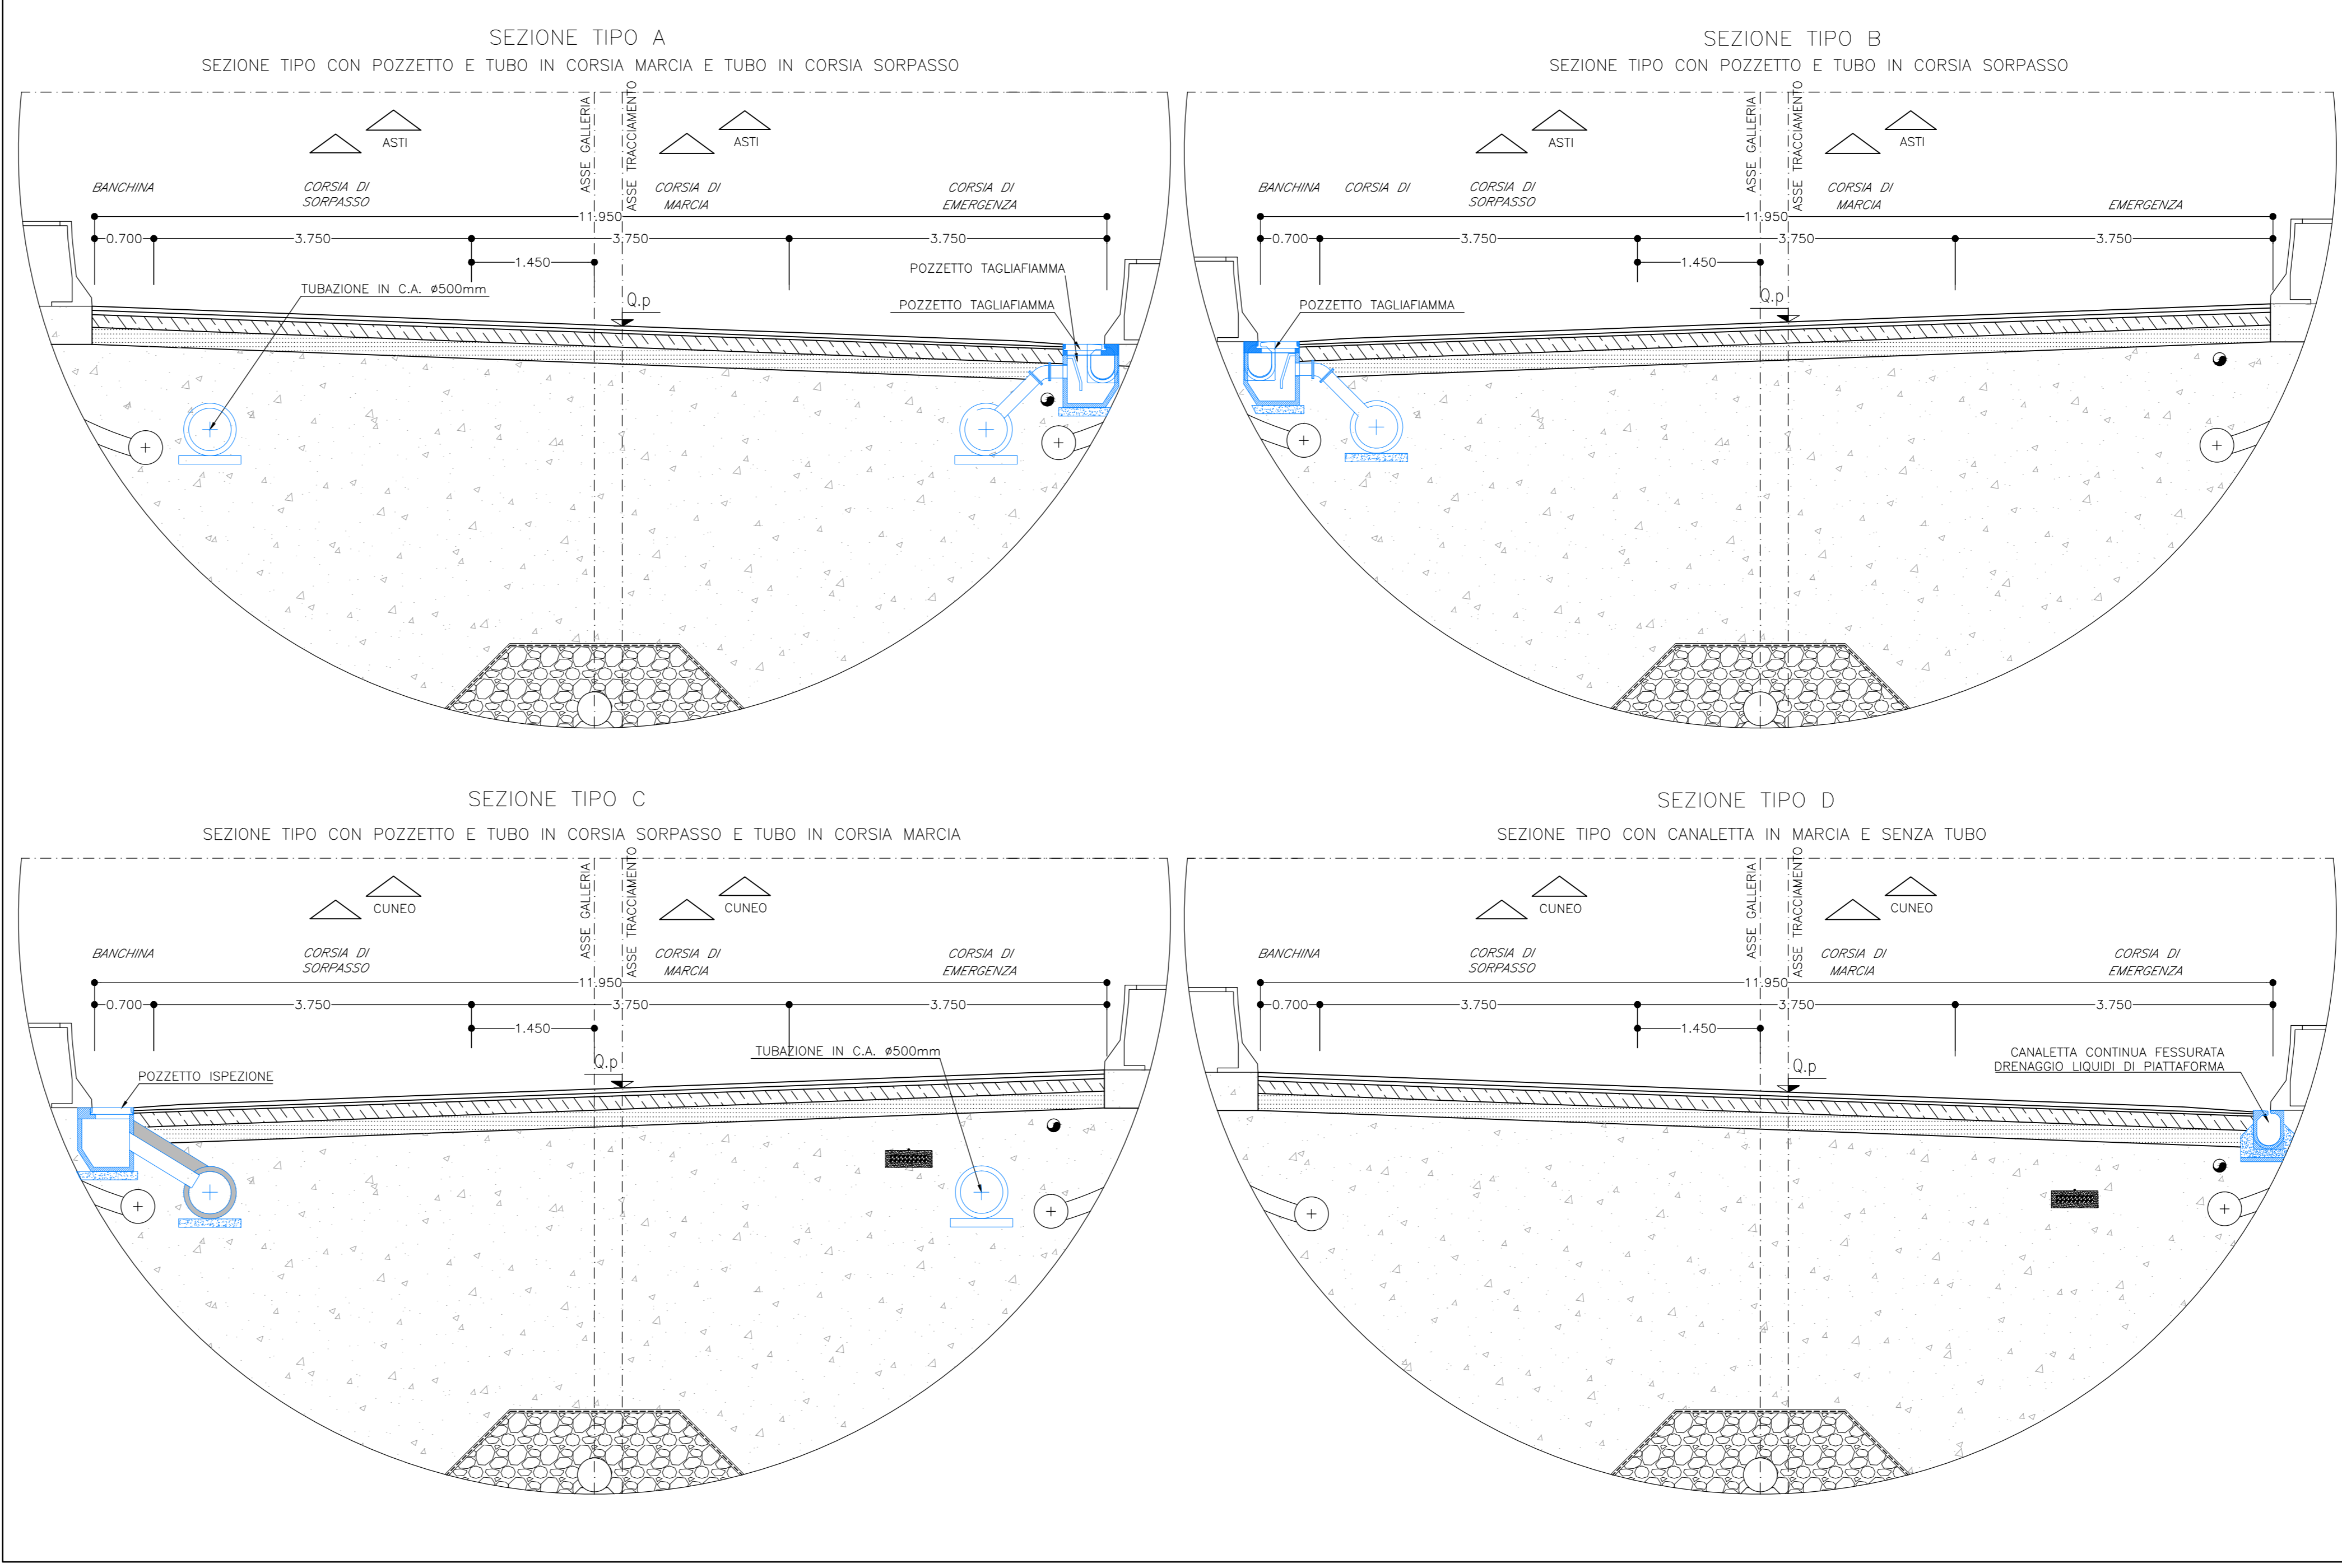 SEZIONE TIPO A
SEZIONE TIPO CON POZZETTO E TUBO IN CORSIA MARCIA E TUBO IN CORSIA SORPASSO
ASSE GALLERIA
ASSE TRACCIAMENTO
ASTI
ASTI
BANCHINA
CORSIA DI
SORPASSO
CORSIA DI
MARCIA
CORSIA DI
EMERGENZA
11.950
0.700
3.750
3.750
3.750
1.450
POZZETTO TAGLIAFIAMMA
TUBAZIONE IN C.A. ø500mm
Q.p
POZZETTO TAGLIAFIAMMA
SEZIONE TIPO B
SEZIONE TIPO CON POZZETTO E TUBO IN CORSIA SORPASSO
ASSE GALLERIA
ASSE TRACCIAMENTO
ASTI
ASTI
BANCHINA
CORSIA DI
CORSIA DI
SORPASSO
CORSIA DI
MARCIA
EMERGENZA
11.950
0.700
3.750
3.750
3.750
1.450
POZZETTO TAGLIAFIAMMA
Q.p
SEZIONE TIPO C
SEZIONE TIPO CON POZZETTO E TUBO IN CORSIA SORPASSO E TUBO IN CORSIA MARCIA
ASSE GALLERIA
ASSE TRACCIAMENTO
CUNEO
CUNEO
BANCHINA
CORSIA DI
SORPASSO
CORSIA DI
MARCIA
CORSIA DI
EMERGENZA
11.950
0.700
3.750
3.750
3.750
1.450
TUBAZIONE IN C.A. ø500mm
Q.p
POZZETTO ISPEZIONE
SEZIONE TIPO D
SEZIONE TIPO CON CANALETTA IN MARCIA E SENZA TUBO
ASSE GALLERIA
ASSE TRACCIAMENTO
CUNEO
CUNEO
BANCHINA
CORSIA DI
SORPASSO
CORSIA DI
MARCIA
CORSIA DI
EMERGENZA
11.950
0.700
3.750
3.750
3.750
1.450
CANALETTA CONTINUA FESSURATA
DRENAGGIO LIQUIDI DI PIATTAFORMA
Q.p